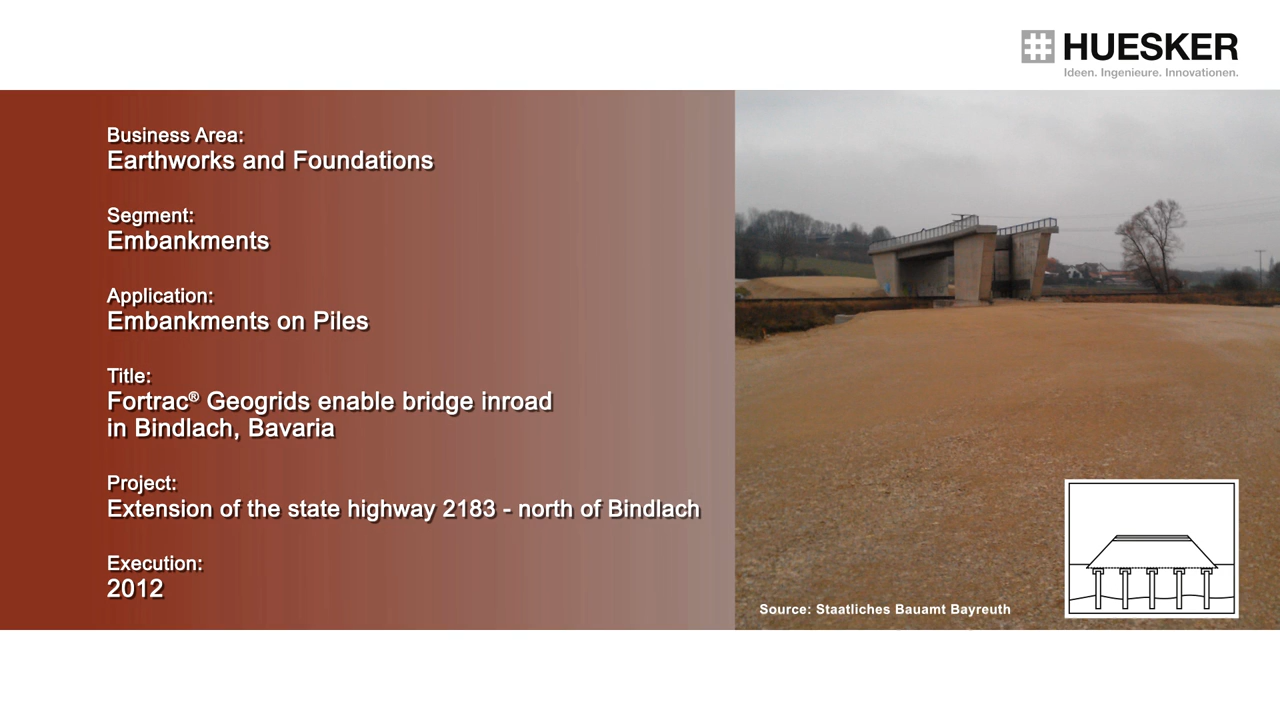 HUESKER
Ideen. Ingenieure. Innovationen.
Business Area:
Earthworks and Foundations
Segment:
Embankments
Application:
Embankments on Piles
Title:
Fortrac® Geogrids enable bridge inroad
in Bindlach, Bavaria
Project:
Extension of the state highway 2183 - north of Bindlach
Execution:
2012
Source: Staatliches Bauamt Bayreuth